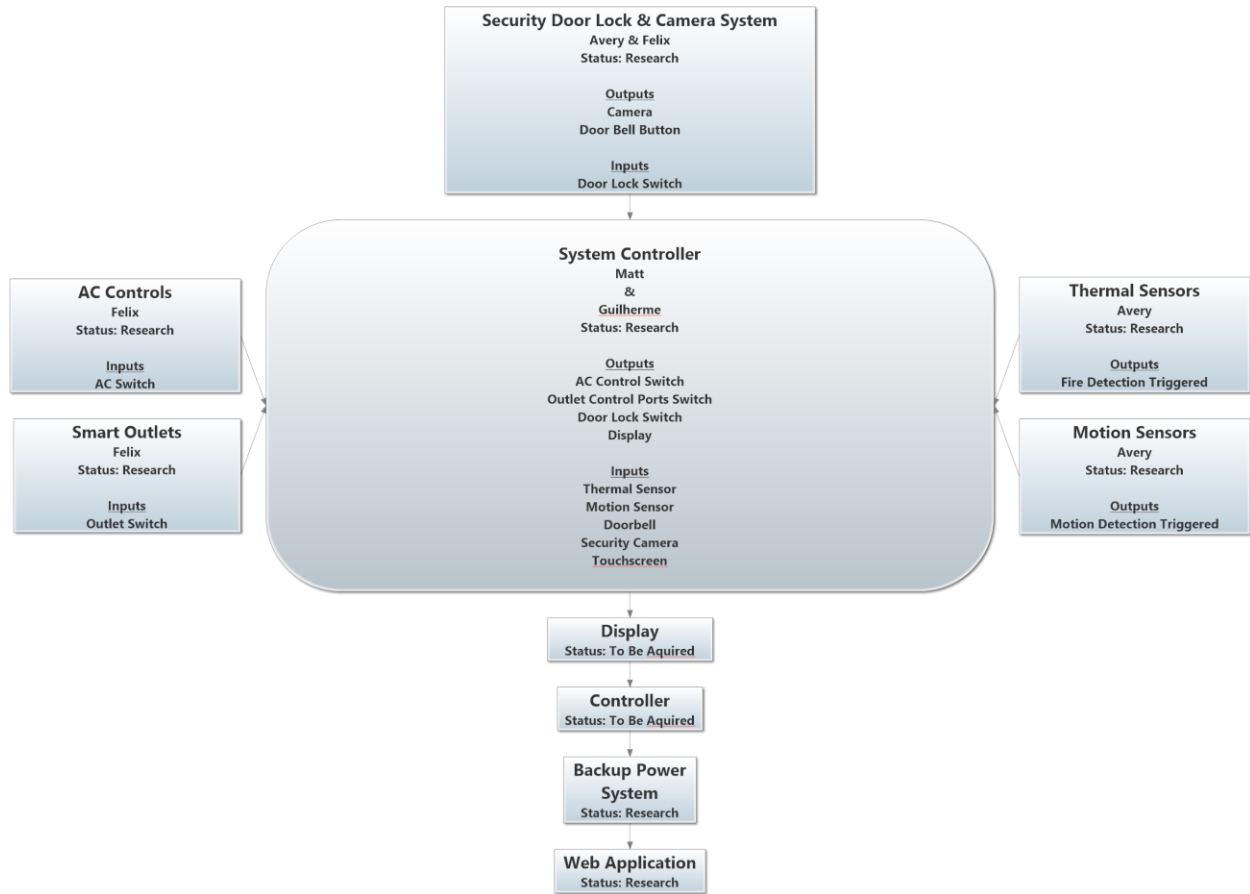 Security Door Lock & Camera System
Avery & Felix
Status: Research
Outputs
Camera
Door Bell Button
Inputs
Door Lock Switch
System Controller
Matt
&
Guilherme
Status: Research
Outputs
AC Control Switch
Outlet Control Ports Switch
Door Lock Switch
Display
Inputs
Thermal Sensor
Motion Sensor
Doorbell
Security Camera
Touchscreen
AC Controls
Felix
Status: Research
Inputs
AC Switch
Smart Outlets
Felix
Status: Research
Inputs
Outlet Switch
Thermal Sensors
Avery
Status: Research
Outputs
Fire Detection Triggered
Motion Sensors
Avery
Status: Research
Outputs
Motion Detection Triggered
Display
Status: To Be Aquired
Controller
Status: To Be Aquired
Backup Power
System
Status: Research
Web Application
Status: Research